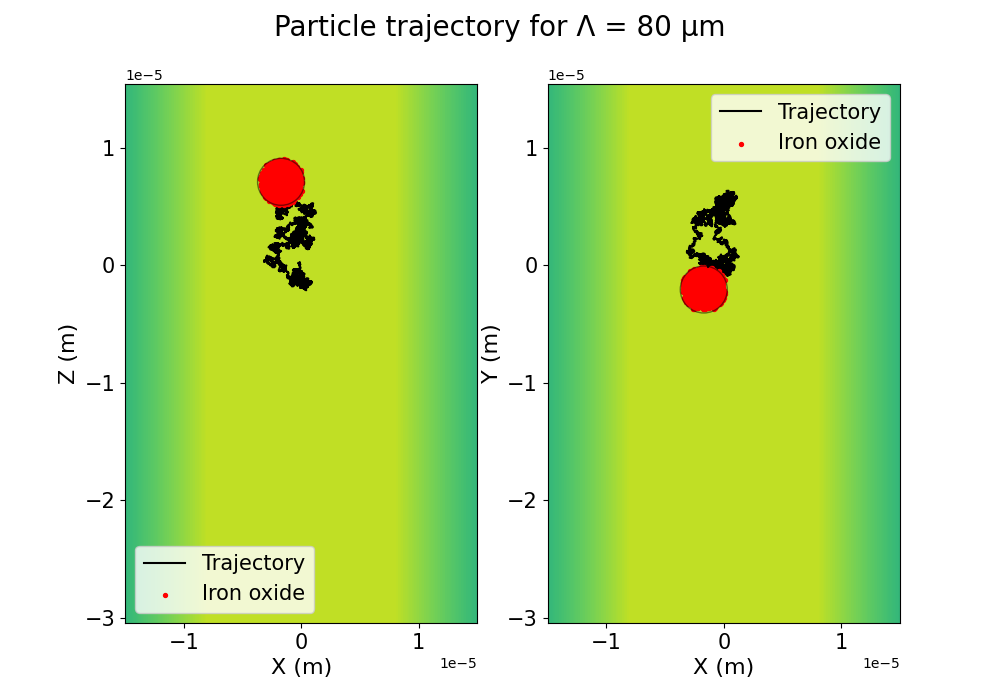 Particle trajectory for Λ = 80 μm
1e−5
1
0
−1
−2
−3
Z (m)
−1
0
1
X (m)
1e−5
Trajectory
Iron oxide
1e−5
1
0
−1
−2
−3
Y (m)
−1
0
1
X (m)
1e−5
Trajectory
Iron oxide